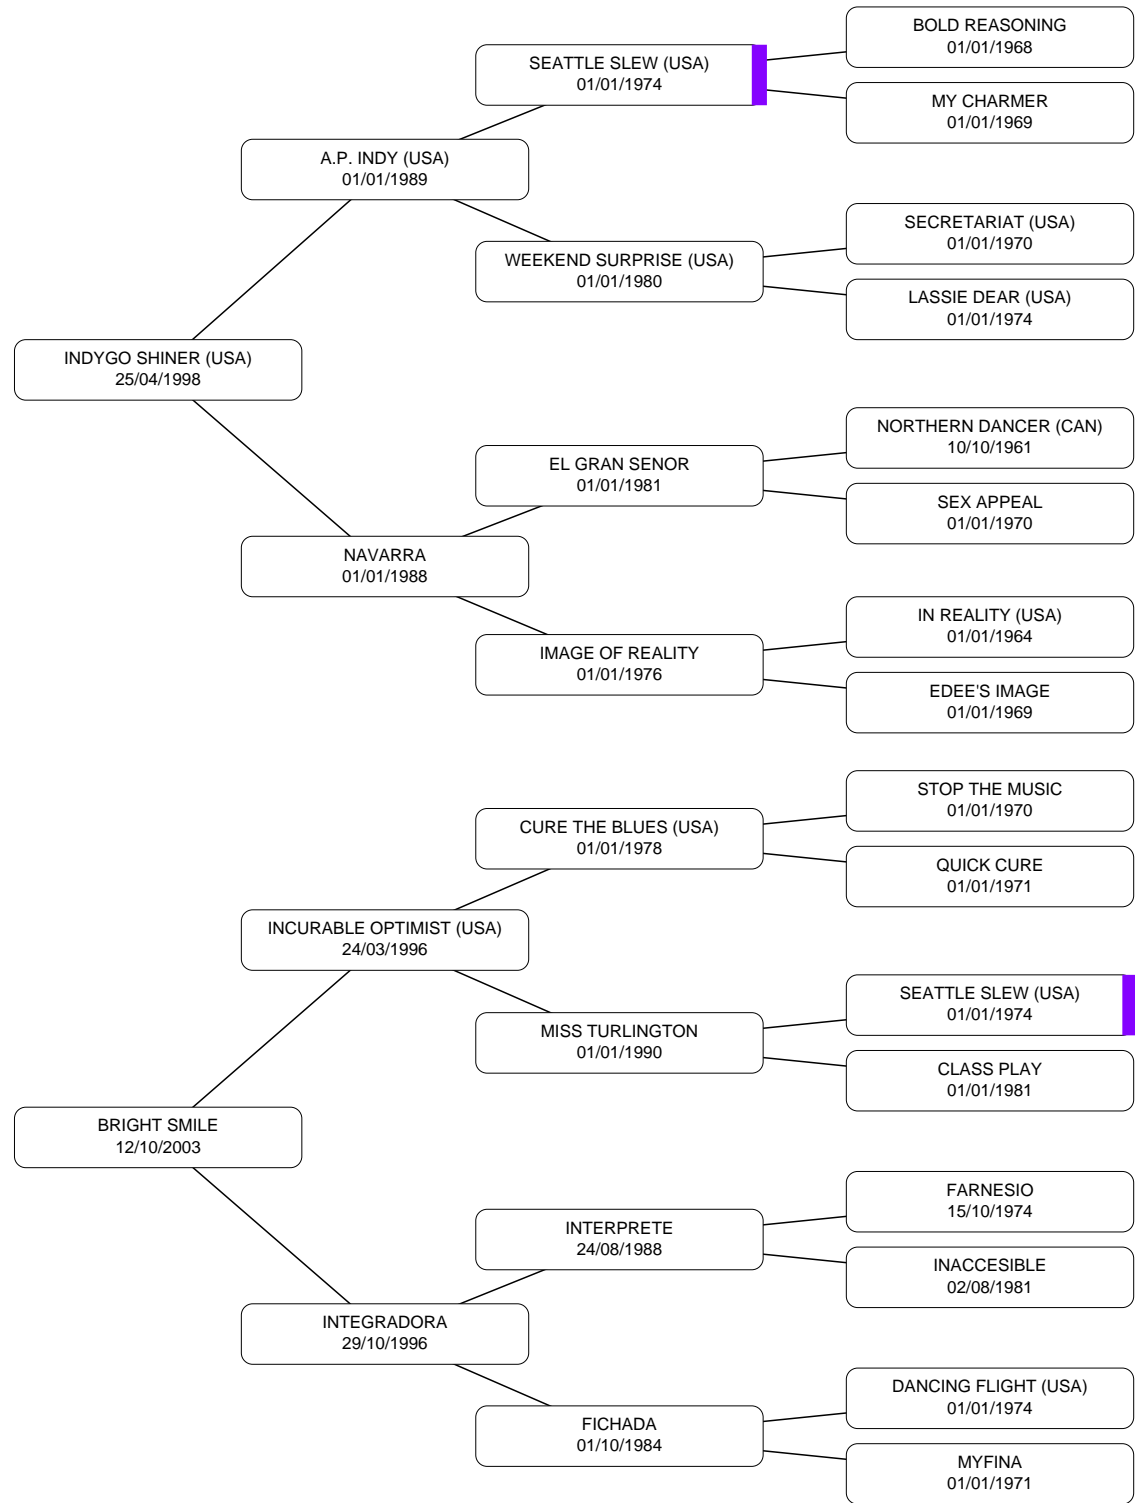 BOLD REASONING
01/01/1968
SEATTLE SLEW (USA)
01/01/1974
MY CHARMER
01/01/1969
A.P. INDY (USA)
01/01/1989
SECRETARIAT (USA)
01/01/1970
WEEKEND SURPRISE (USA)
01/01/1980
LASSIE DEAR (USA)
01/01/1974
INDYGO SHINER (USA)
25/04/1998
NORTHERN DANCER (CAN)
10/10/1961
EL GRAN SENOR
01/01/1981
SEX APPEAL
01/01/1970
NAVARRA
01/01/1988
IN REALITY (USA)
01/01/1964
IMAGE OF REALITY
01/01/1976
EDEE'S IMAGE
01/01/1969
STOP THE MUSIC
01/01/1970
CURE THE BLUES (USA)
01/01/1978
QUICK CURE
01/01/1971
INCURABLE OPTIMIST (USA)
24/03/1996
SEATTLE SLEW (USA)
01/01/1974
MISS TURLINGTON
01/01/1990
CLASS PLAY
01/01/1981
BRIGHT SMILE
12/10/2003
FARNESIO
15/10/1974
INTERPRETE
24/08/1988
INACCESIBLE
02/08/1981
INTEGRADORA
29/10/1996
DANCING FLIGHT (USA)
01/01/1974
FICHADA
01/10/1984
MYFINA
01/01/1971